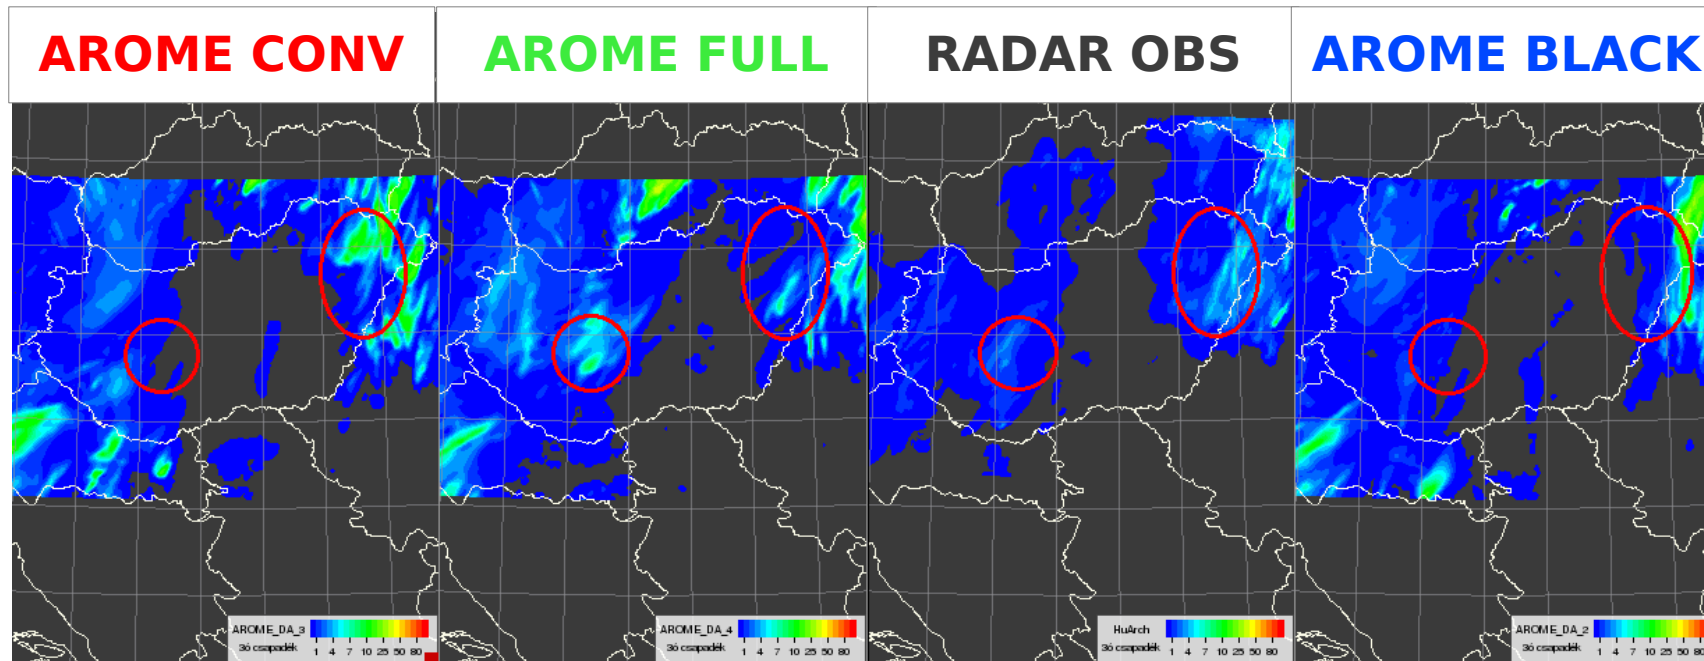 AROME CONV
AROME FULL
RADAR OBS
AROME BLACK
AROME_DA_3
3ó csapadék
1 4 7 10 25 50 80
AROME_DA_4
3ó csapadék
1 4 7 10 25 50 80
HuArch
3ó csapadék
1 4 7 10 25 50 80
AROME_DA_2
3ó csapadék
1 4 7 10 25 50 8